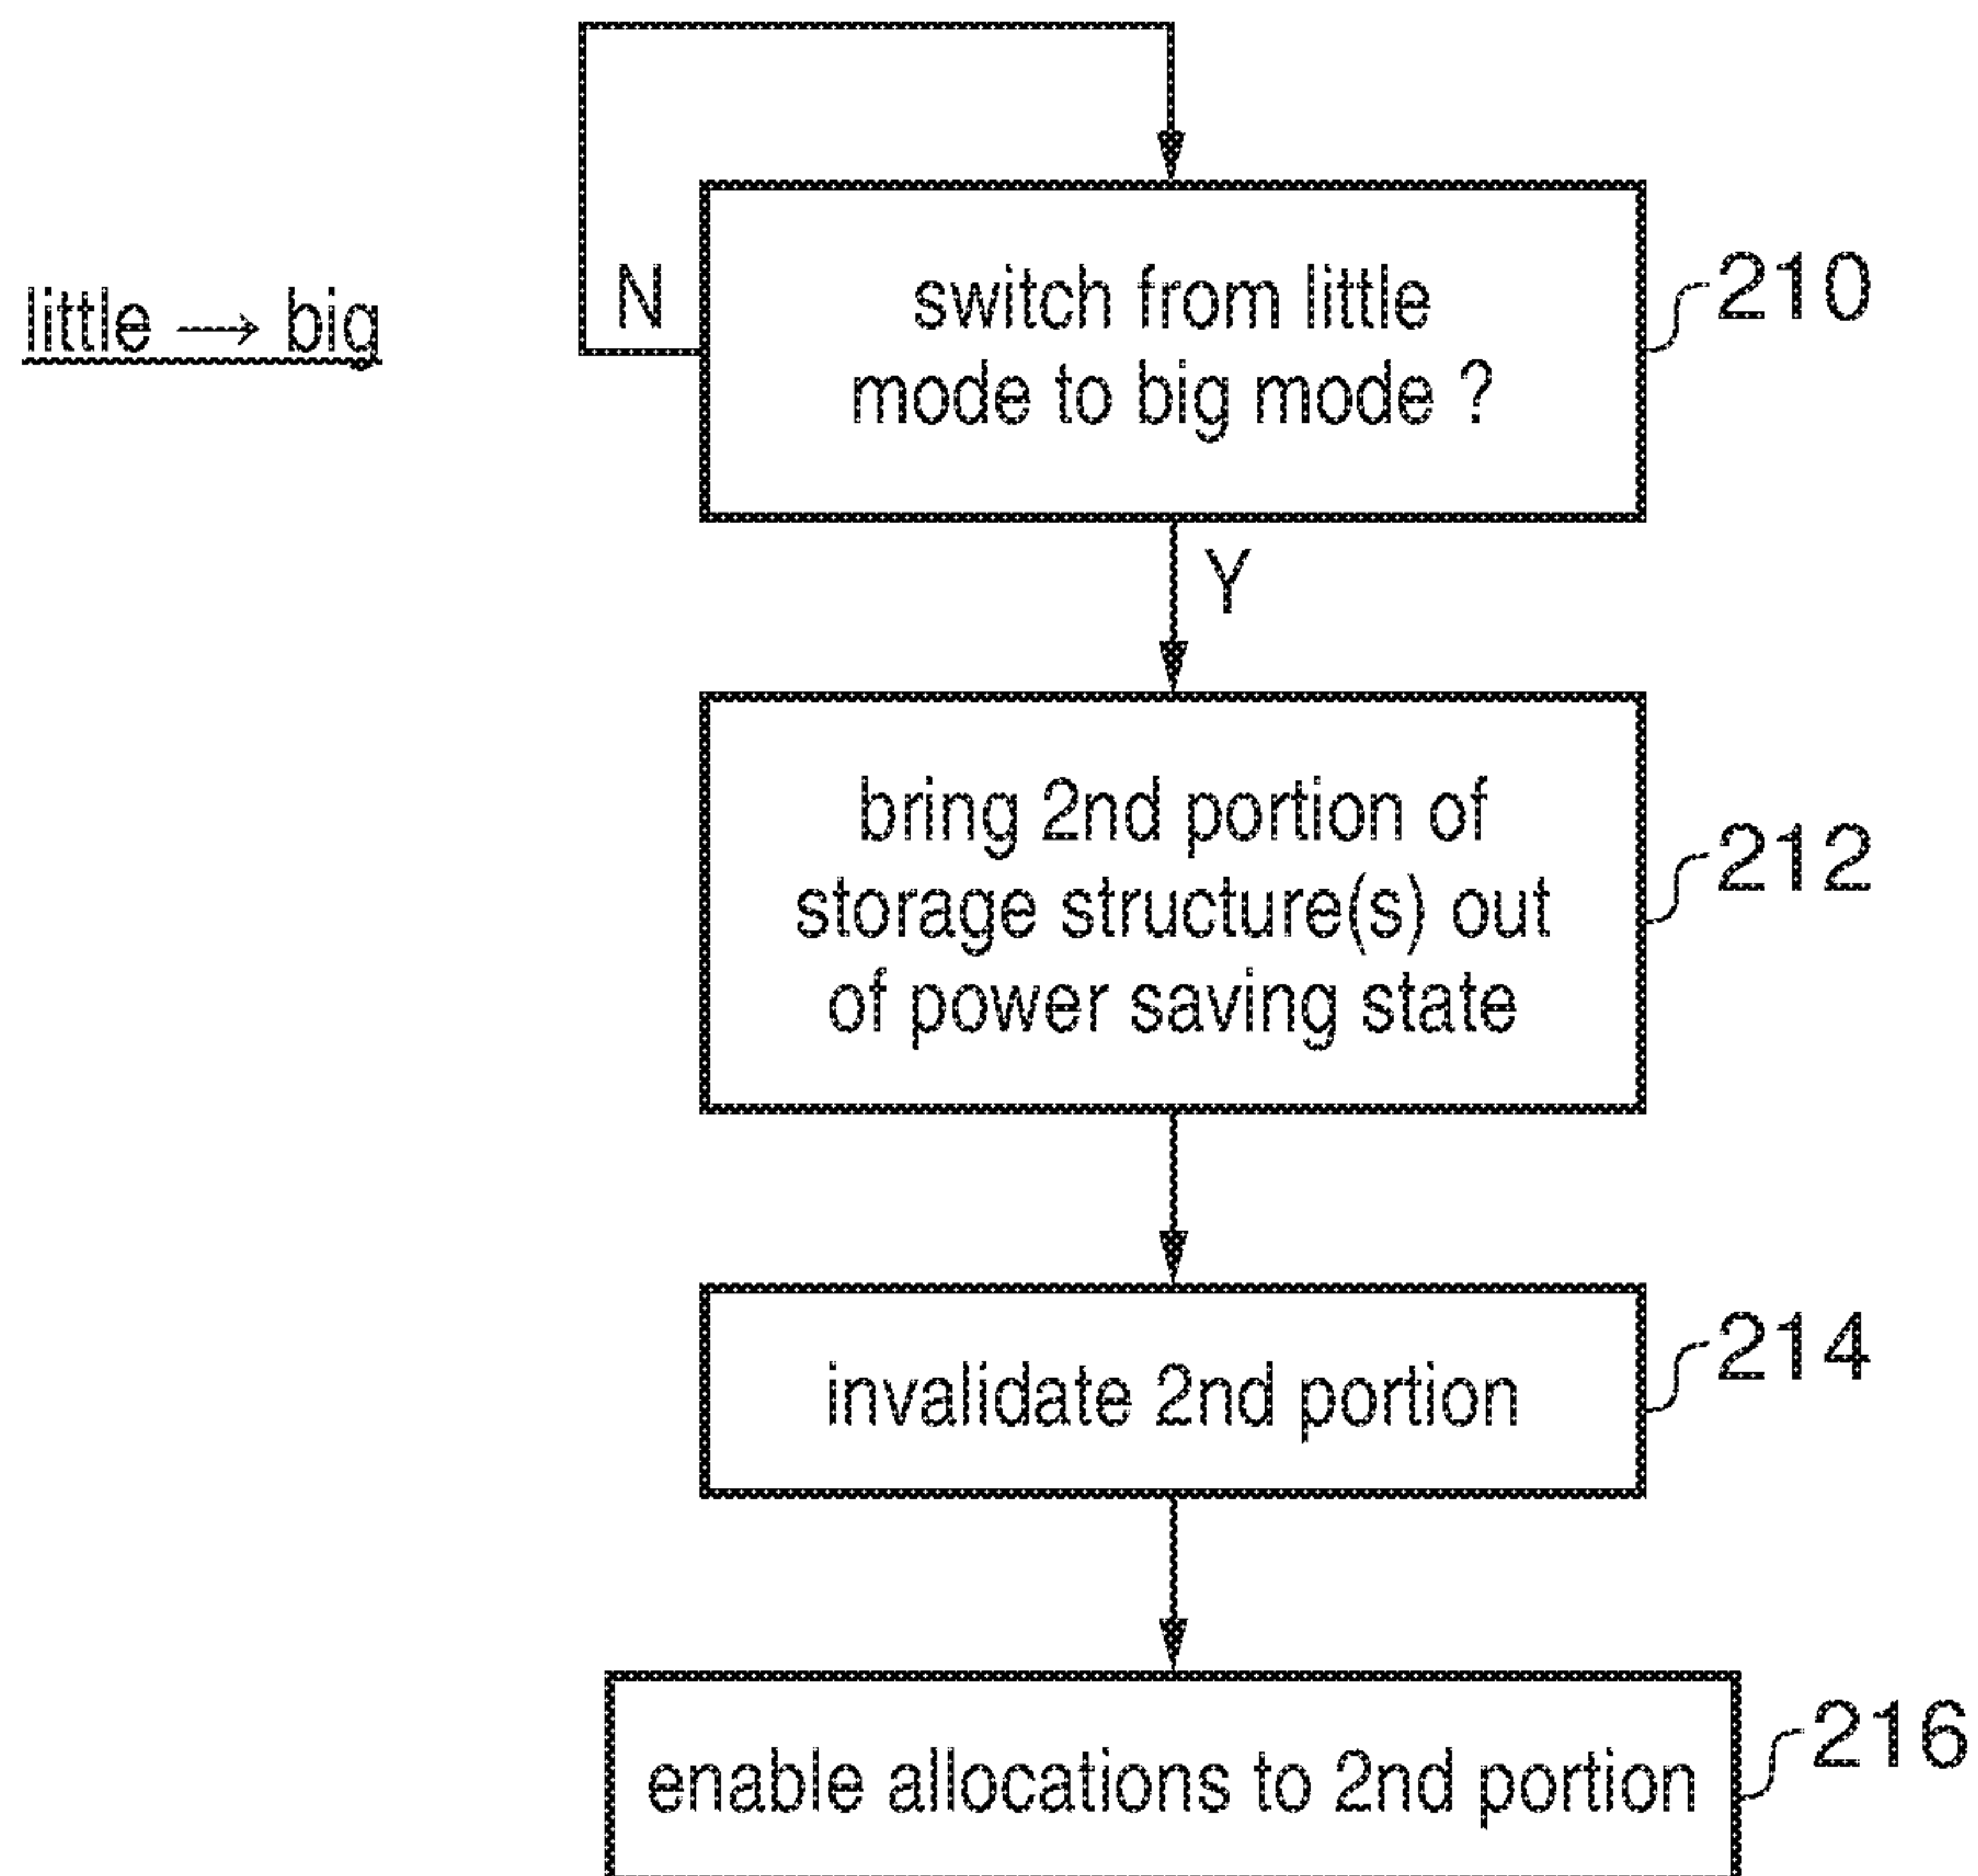 little → big
N
switch from little
mode to big mode ?
210
Y
bring 2nd portion of
storage structure(s) out
of power saving state
212
invalidate 2nd portion
214
enable allocations to 2nd portion
216